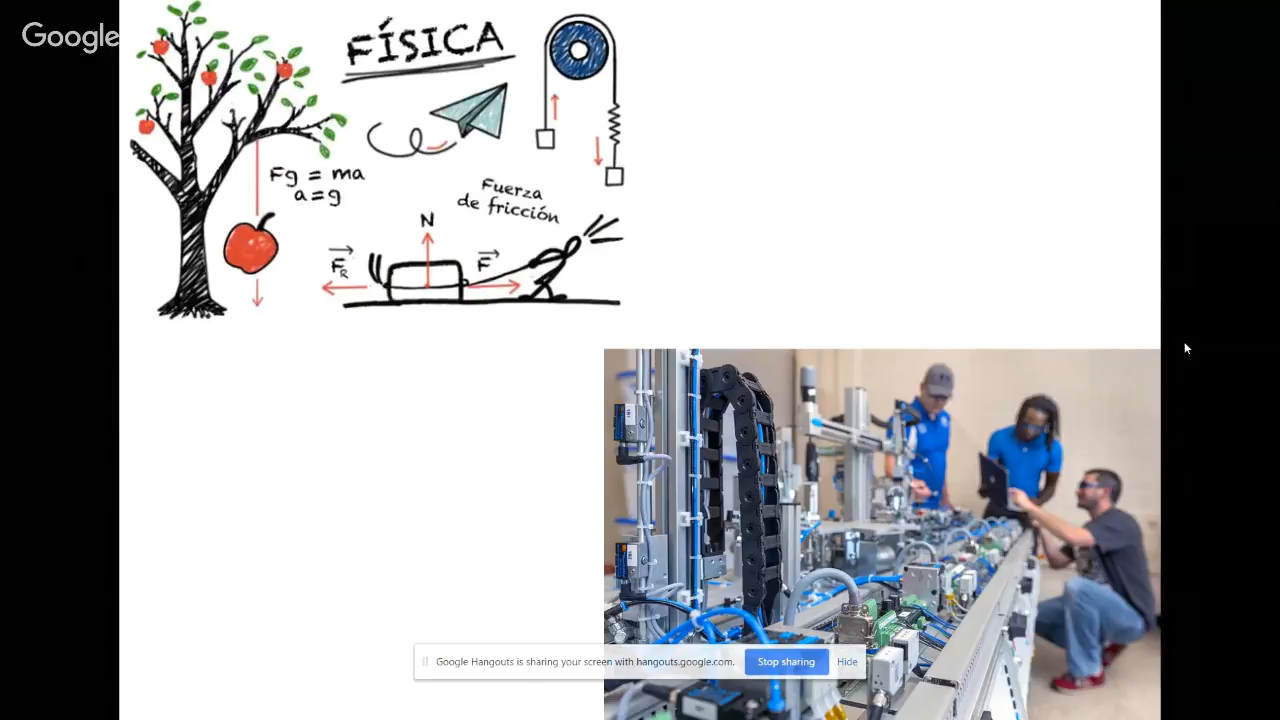 Google
FÍSICA
Fg = ma
a = g
Fuerza
de fricción
N
F
R
F
Google Hangouts is sharing your screen with hangouts.google.com.
Stop sharing
Hide